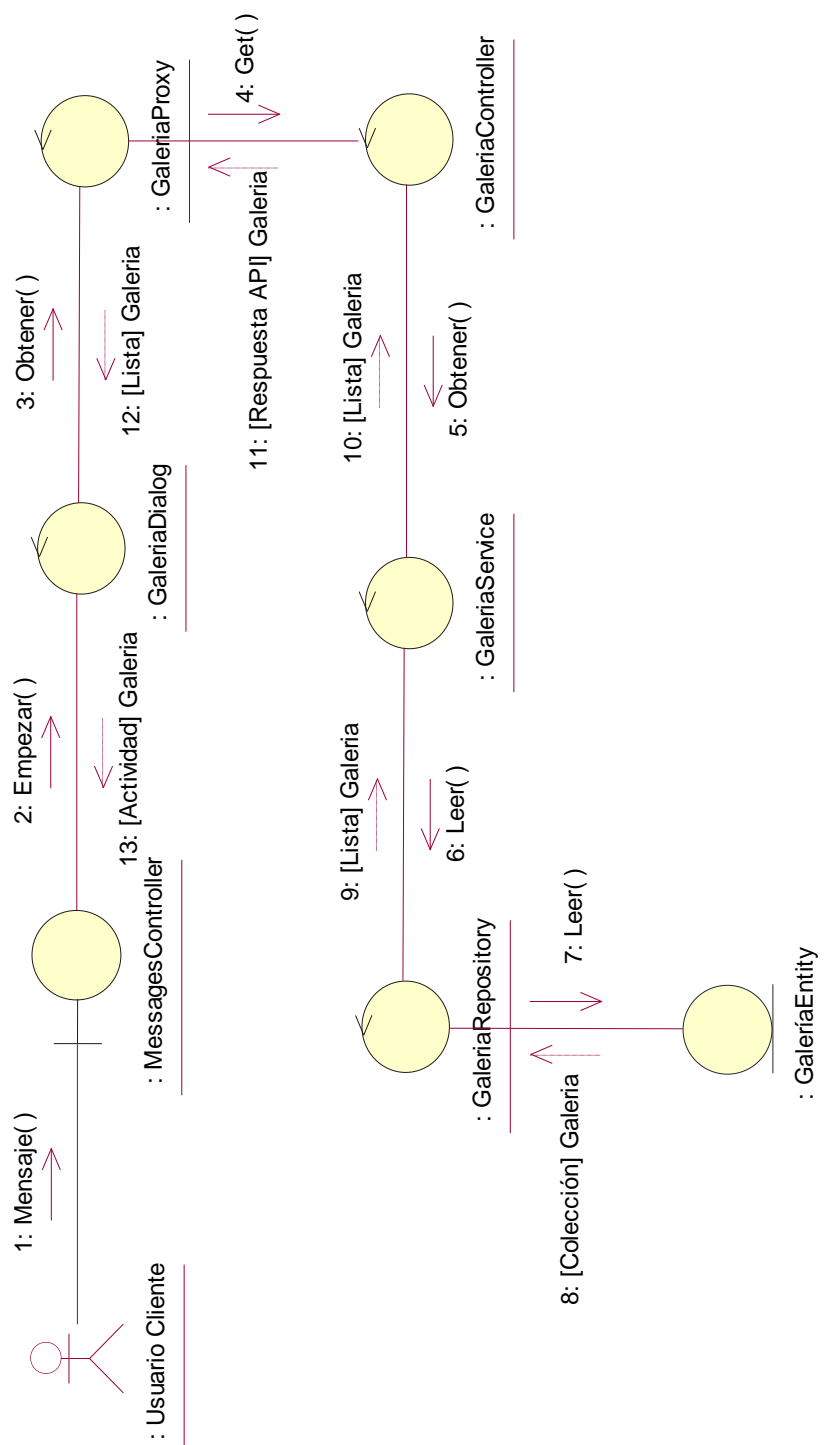 : Usuario Cliente
1: Mensaje( )
: MessagesController
2: Empezar( )
13: [Actividad] Galeria
: GaleriaDialog
3: Obtener( )
12: [Lista] Galeria
: GaleriaProxy
4: Get( )
11: [Respuesta API] Galeria
: GaleriaController
10: [Lista] Galeria
5: Obtener( )
: GaleriaService
9: [Lista] Galeria
6: Leer( )
: GaleriaRepository
7: Leer( )
8: [Colección] Galeria
: GaleríaEntity